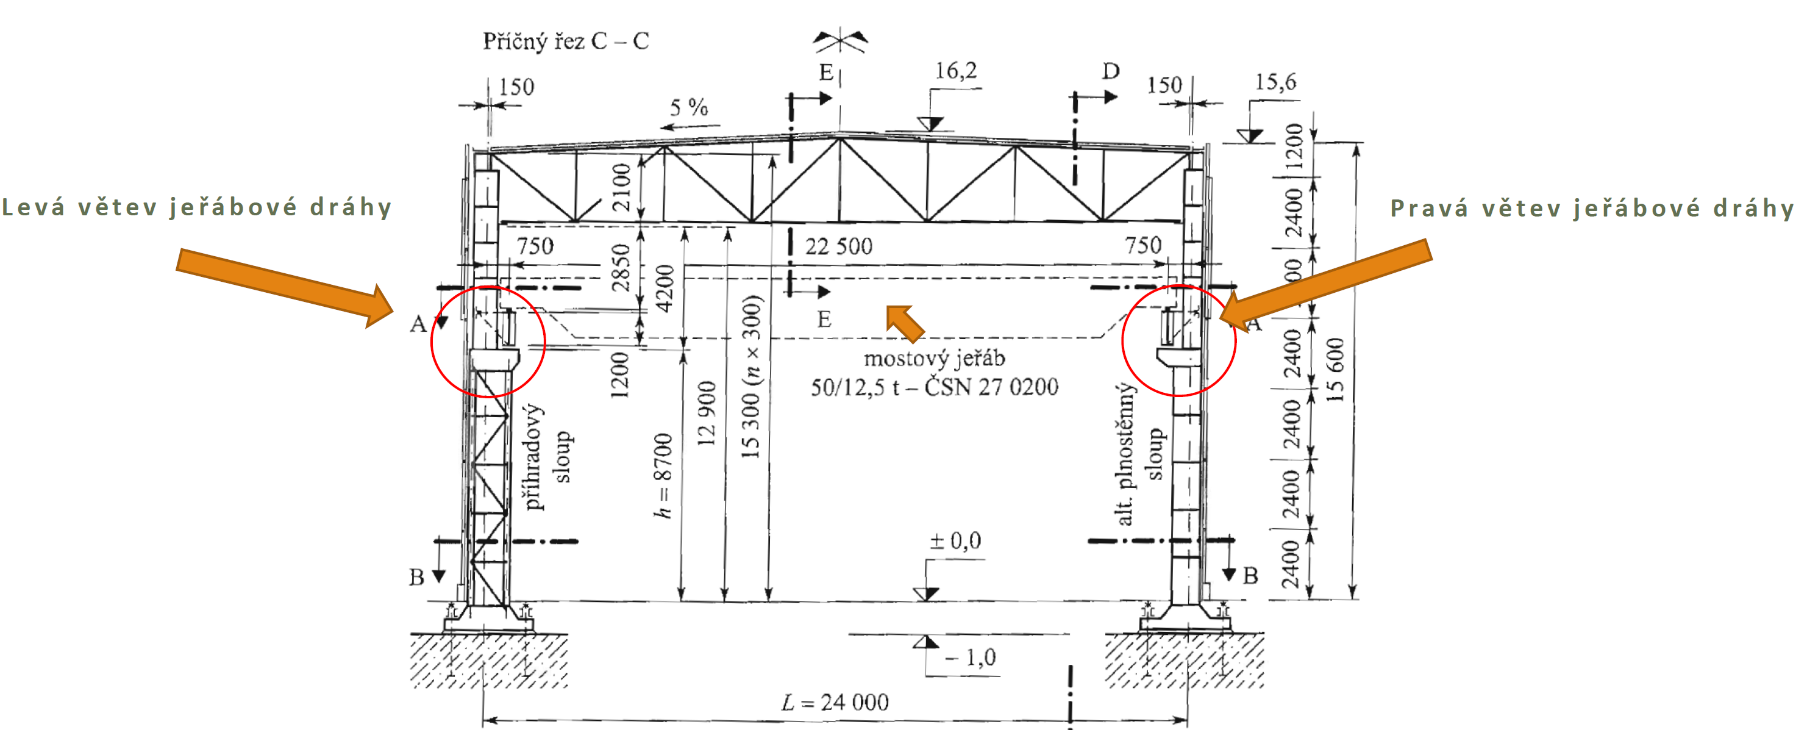 Příčný řez C – C
E
D
16,2
15,6
150
150
5 %
1200
2100
2400
Levá větev jeřábové dráhy
Pravá větev jeřábové dráhy
750
22 500
750
2850
4200
A
E
A
mostový jeřáb
50/12,5 t – ČSN 27 0200
1200
2400
15 600
příhradový
sloup
h = 8700
12 900
15 300 (n × 300)
alt. plnostěnný
sloup
2400
2400
2400
± 0,0
B
B
– 1,0
L = 24 000